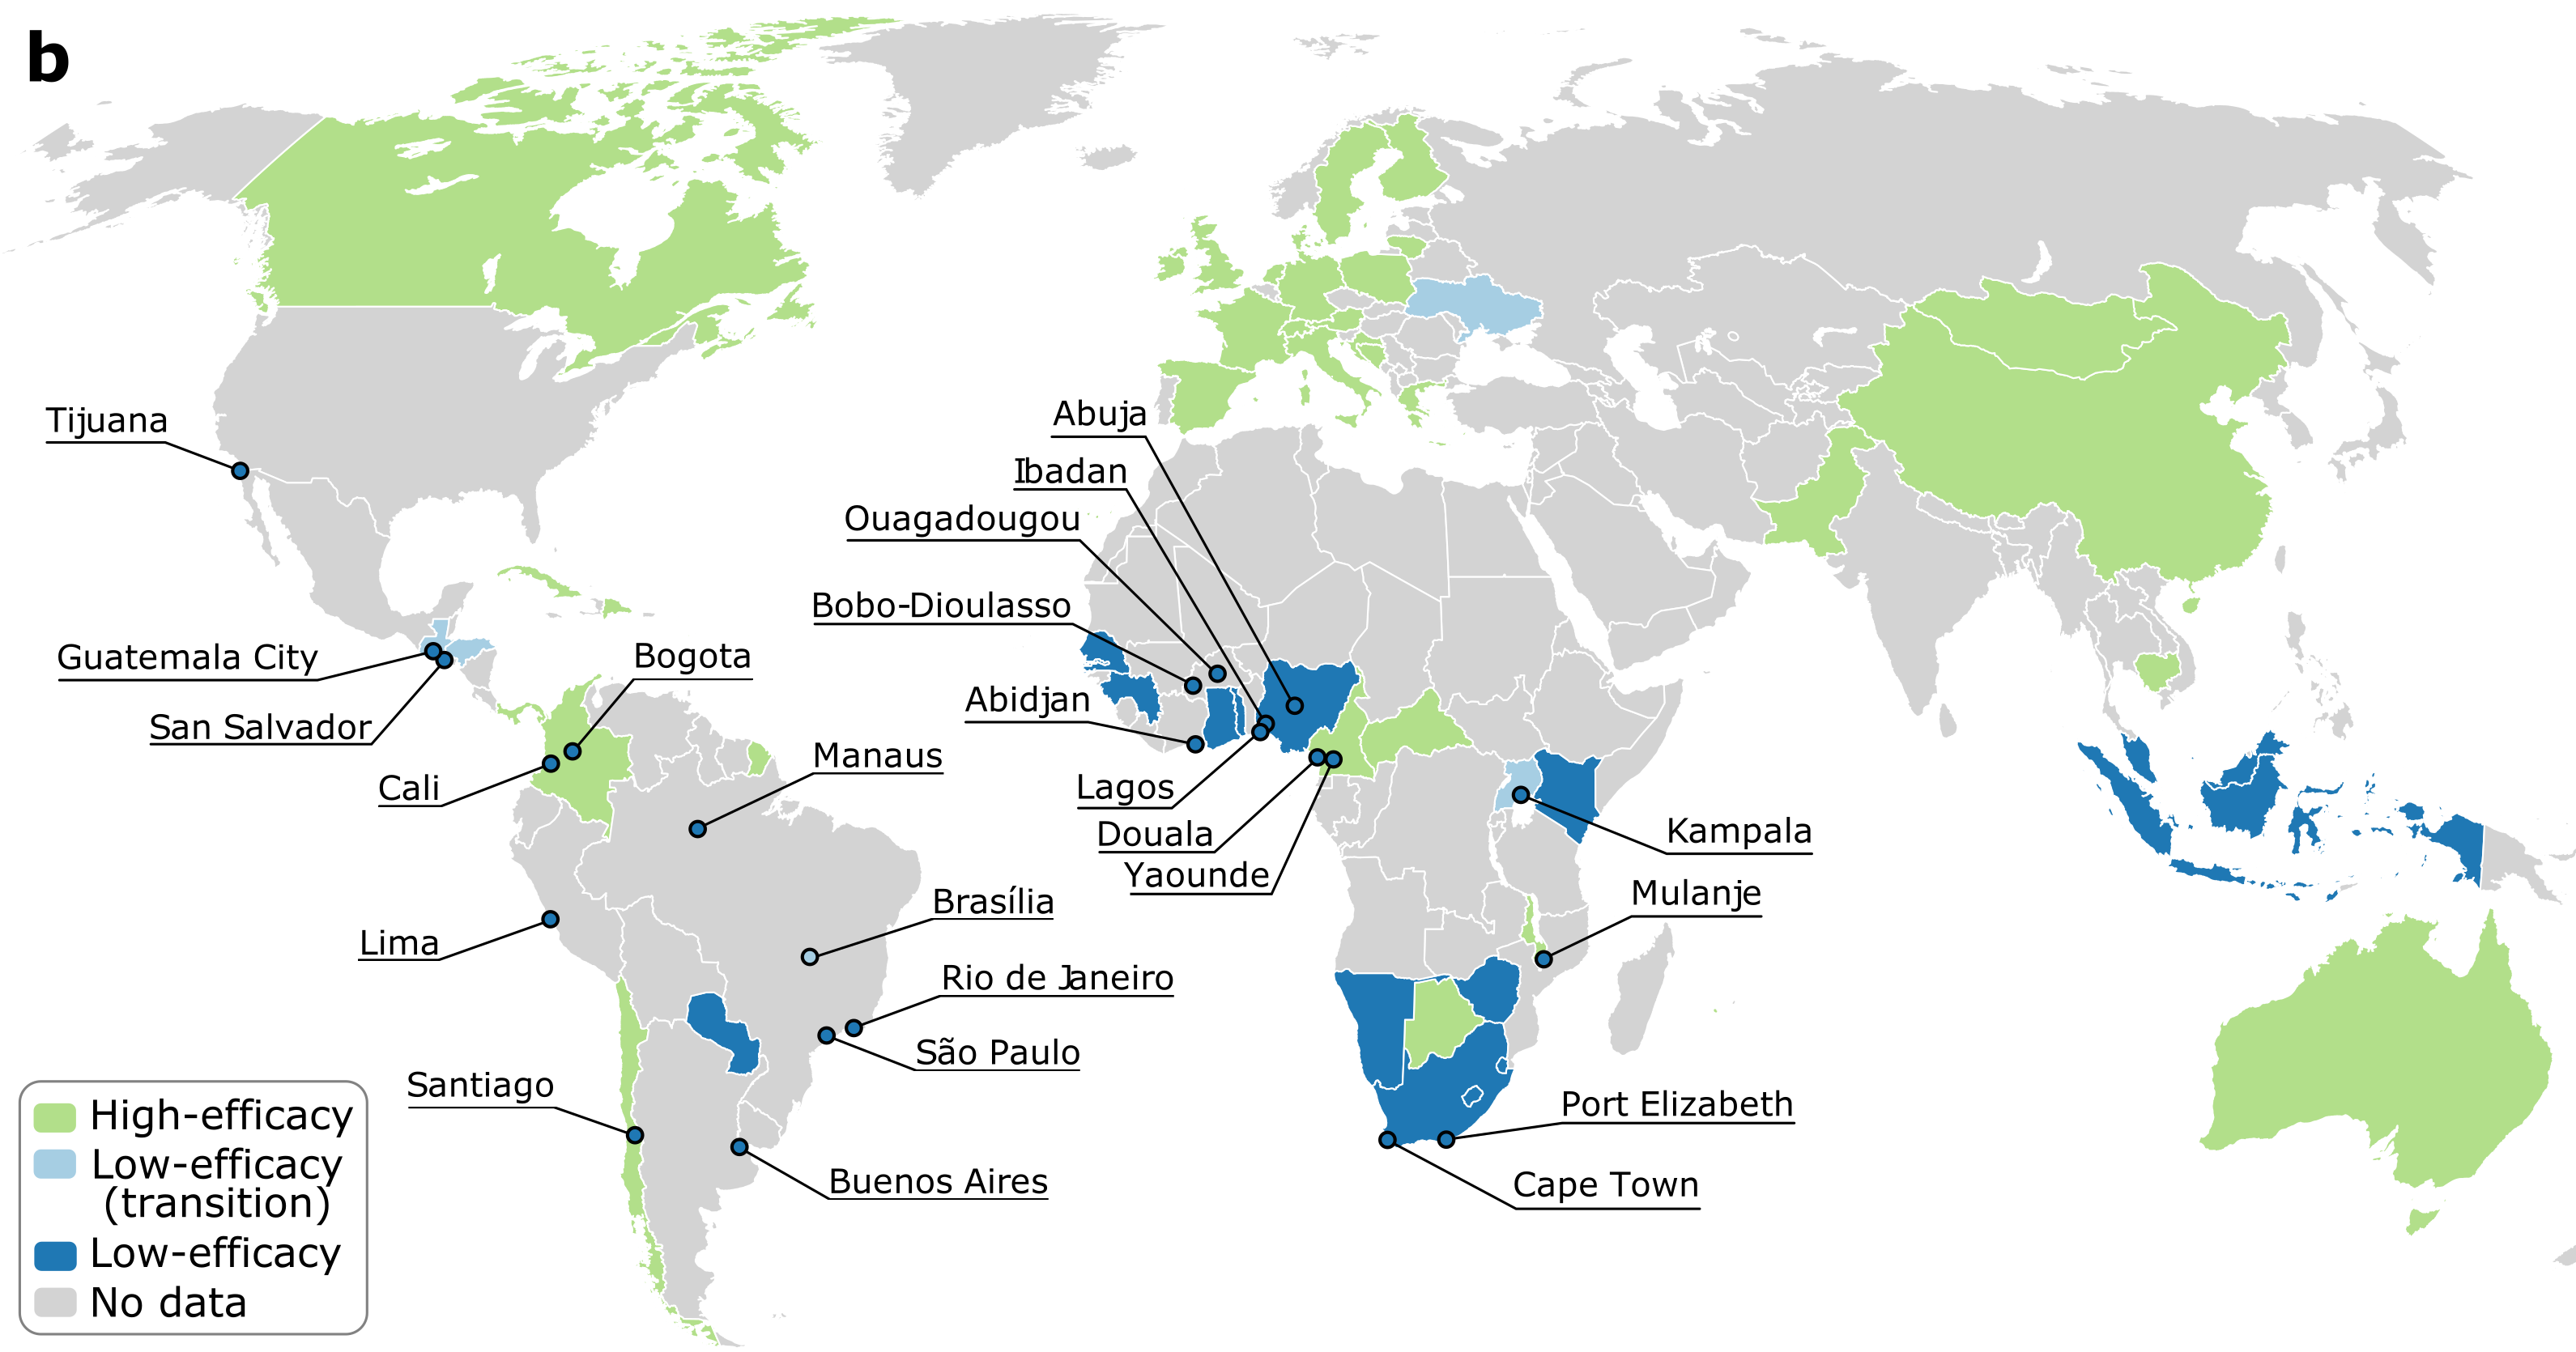 b
Tijuana
Guatemala City
San Salvador
Bogota
Cali
Manaus
Lima
Brasília
Rio de Janeiro
São Paulo
Santiago
Buenos Aires
Abuja
Ibadan
Ouagadougou
Bobo-Dioulasso
Abidjan
Lagos
Douala
Yaounde
Kampala
Mulanje
Port Elizabeth
Cape Town
High-efficacy
Low-efficacy
(transition)
Low-efficacy
No data